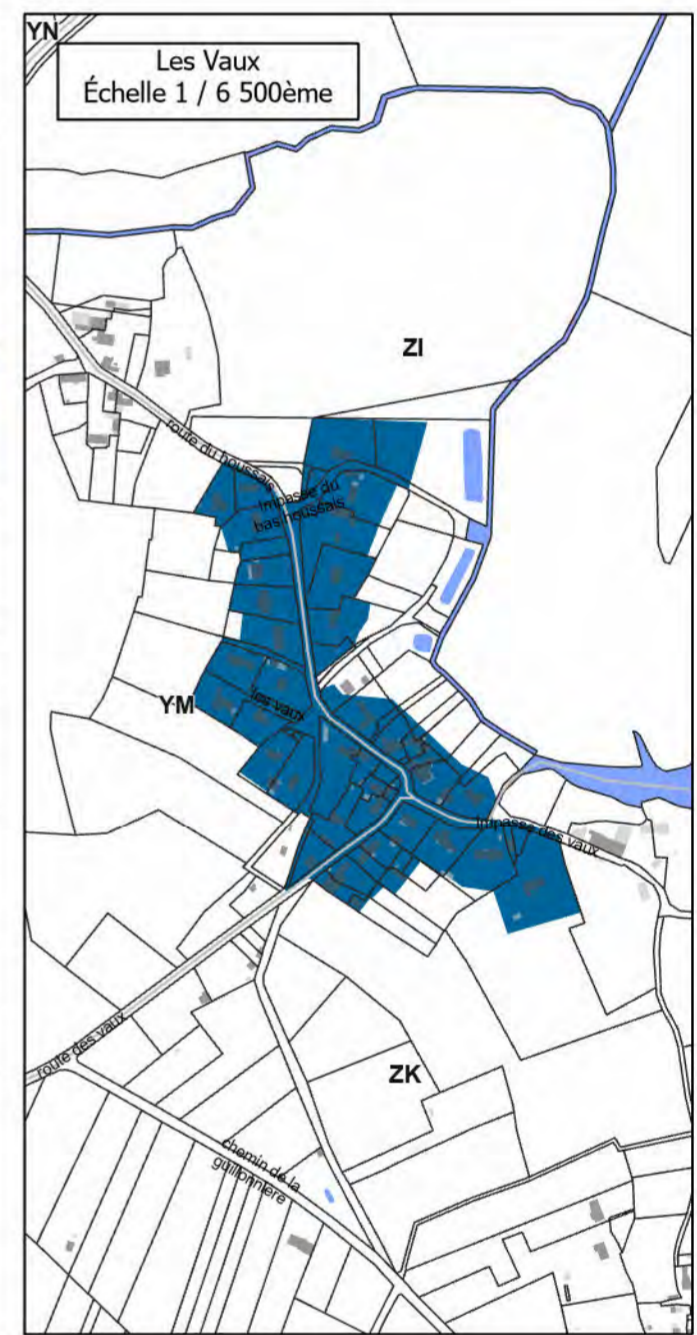 YN
Les Vaux
Échelle 1 / 6 500ème
ZI
route du houssais
Impasse du
bas houssais
YM
les vaux
Impasse des vaux
route des vaux
ZK
chemin de la
guillonnière